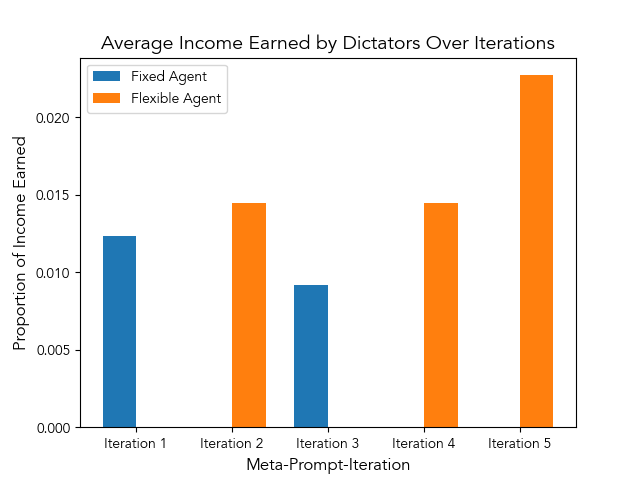 Average Income Earned by Dictators Over Iterations
Fixed Agent
Flexible Agent
Proportion of Income Earned
0.020
0.015
0.010
0.005
0.000
Iteration 1
Iteration 2
Iteration 3
Iteration 4
Iteration 5
Meta-Prompt-Iteration